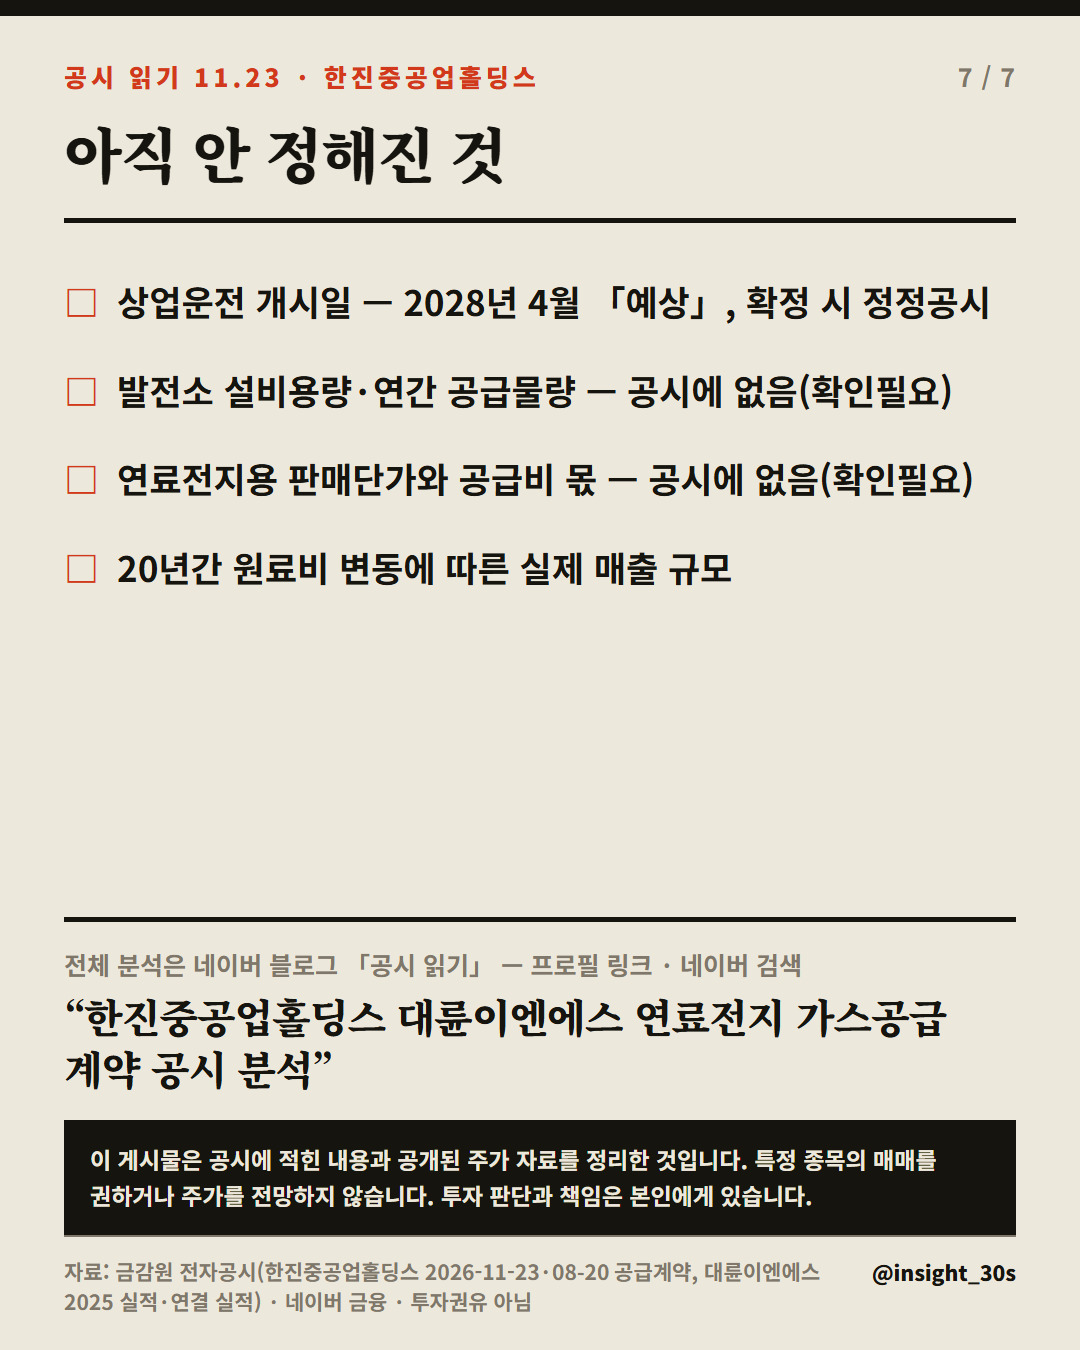 공시 읽기 11.23 · 한진중공업홀딩스
7 / 7
아직 안 정해진 것
□ 상업운전 개시일 — 2028년 4월 「예상」, 확정 시 정정공시
□ 발전소 설비용량·연간 공급물량 — 공시에 없음(확인필요)
□ 연료전지용 판매단가와 공급비 몫 — 공시에 없음(확인필요)
□ 20년간 원료비 변동에 따른 실제 매출 규모
전체 분석은 네이버 블로그 「공시 읽기」 — 프로필 링크 · 네이버 검색
“한진중공업홀딩스 대륜이엔에스 연료전지 가스공급
계약 공시 분석”
이 게시물은 공시에 적힌 내용과 공개된 주가 자료를 정리한 것입니다. 특정 종목의 매매를
권하거나 주가를 전망하지 않습니다. 투자 판단과 책임은 본인에게 있습니다.
자료: 금감원 전자공시(한진중공업홀딩스 2026-11-23·08-20 공급계약, 대륜이엔에스
2025 실적·연결 실적) · 네이버 금융 · 투자권유 아님
@insight_30s